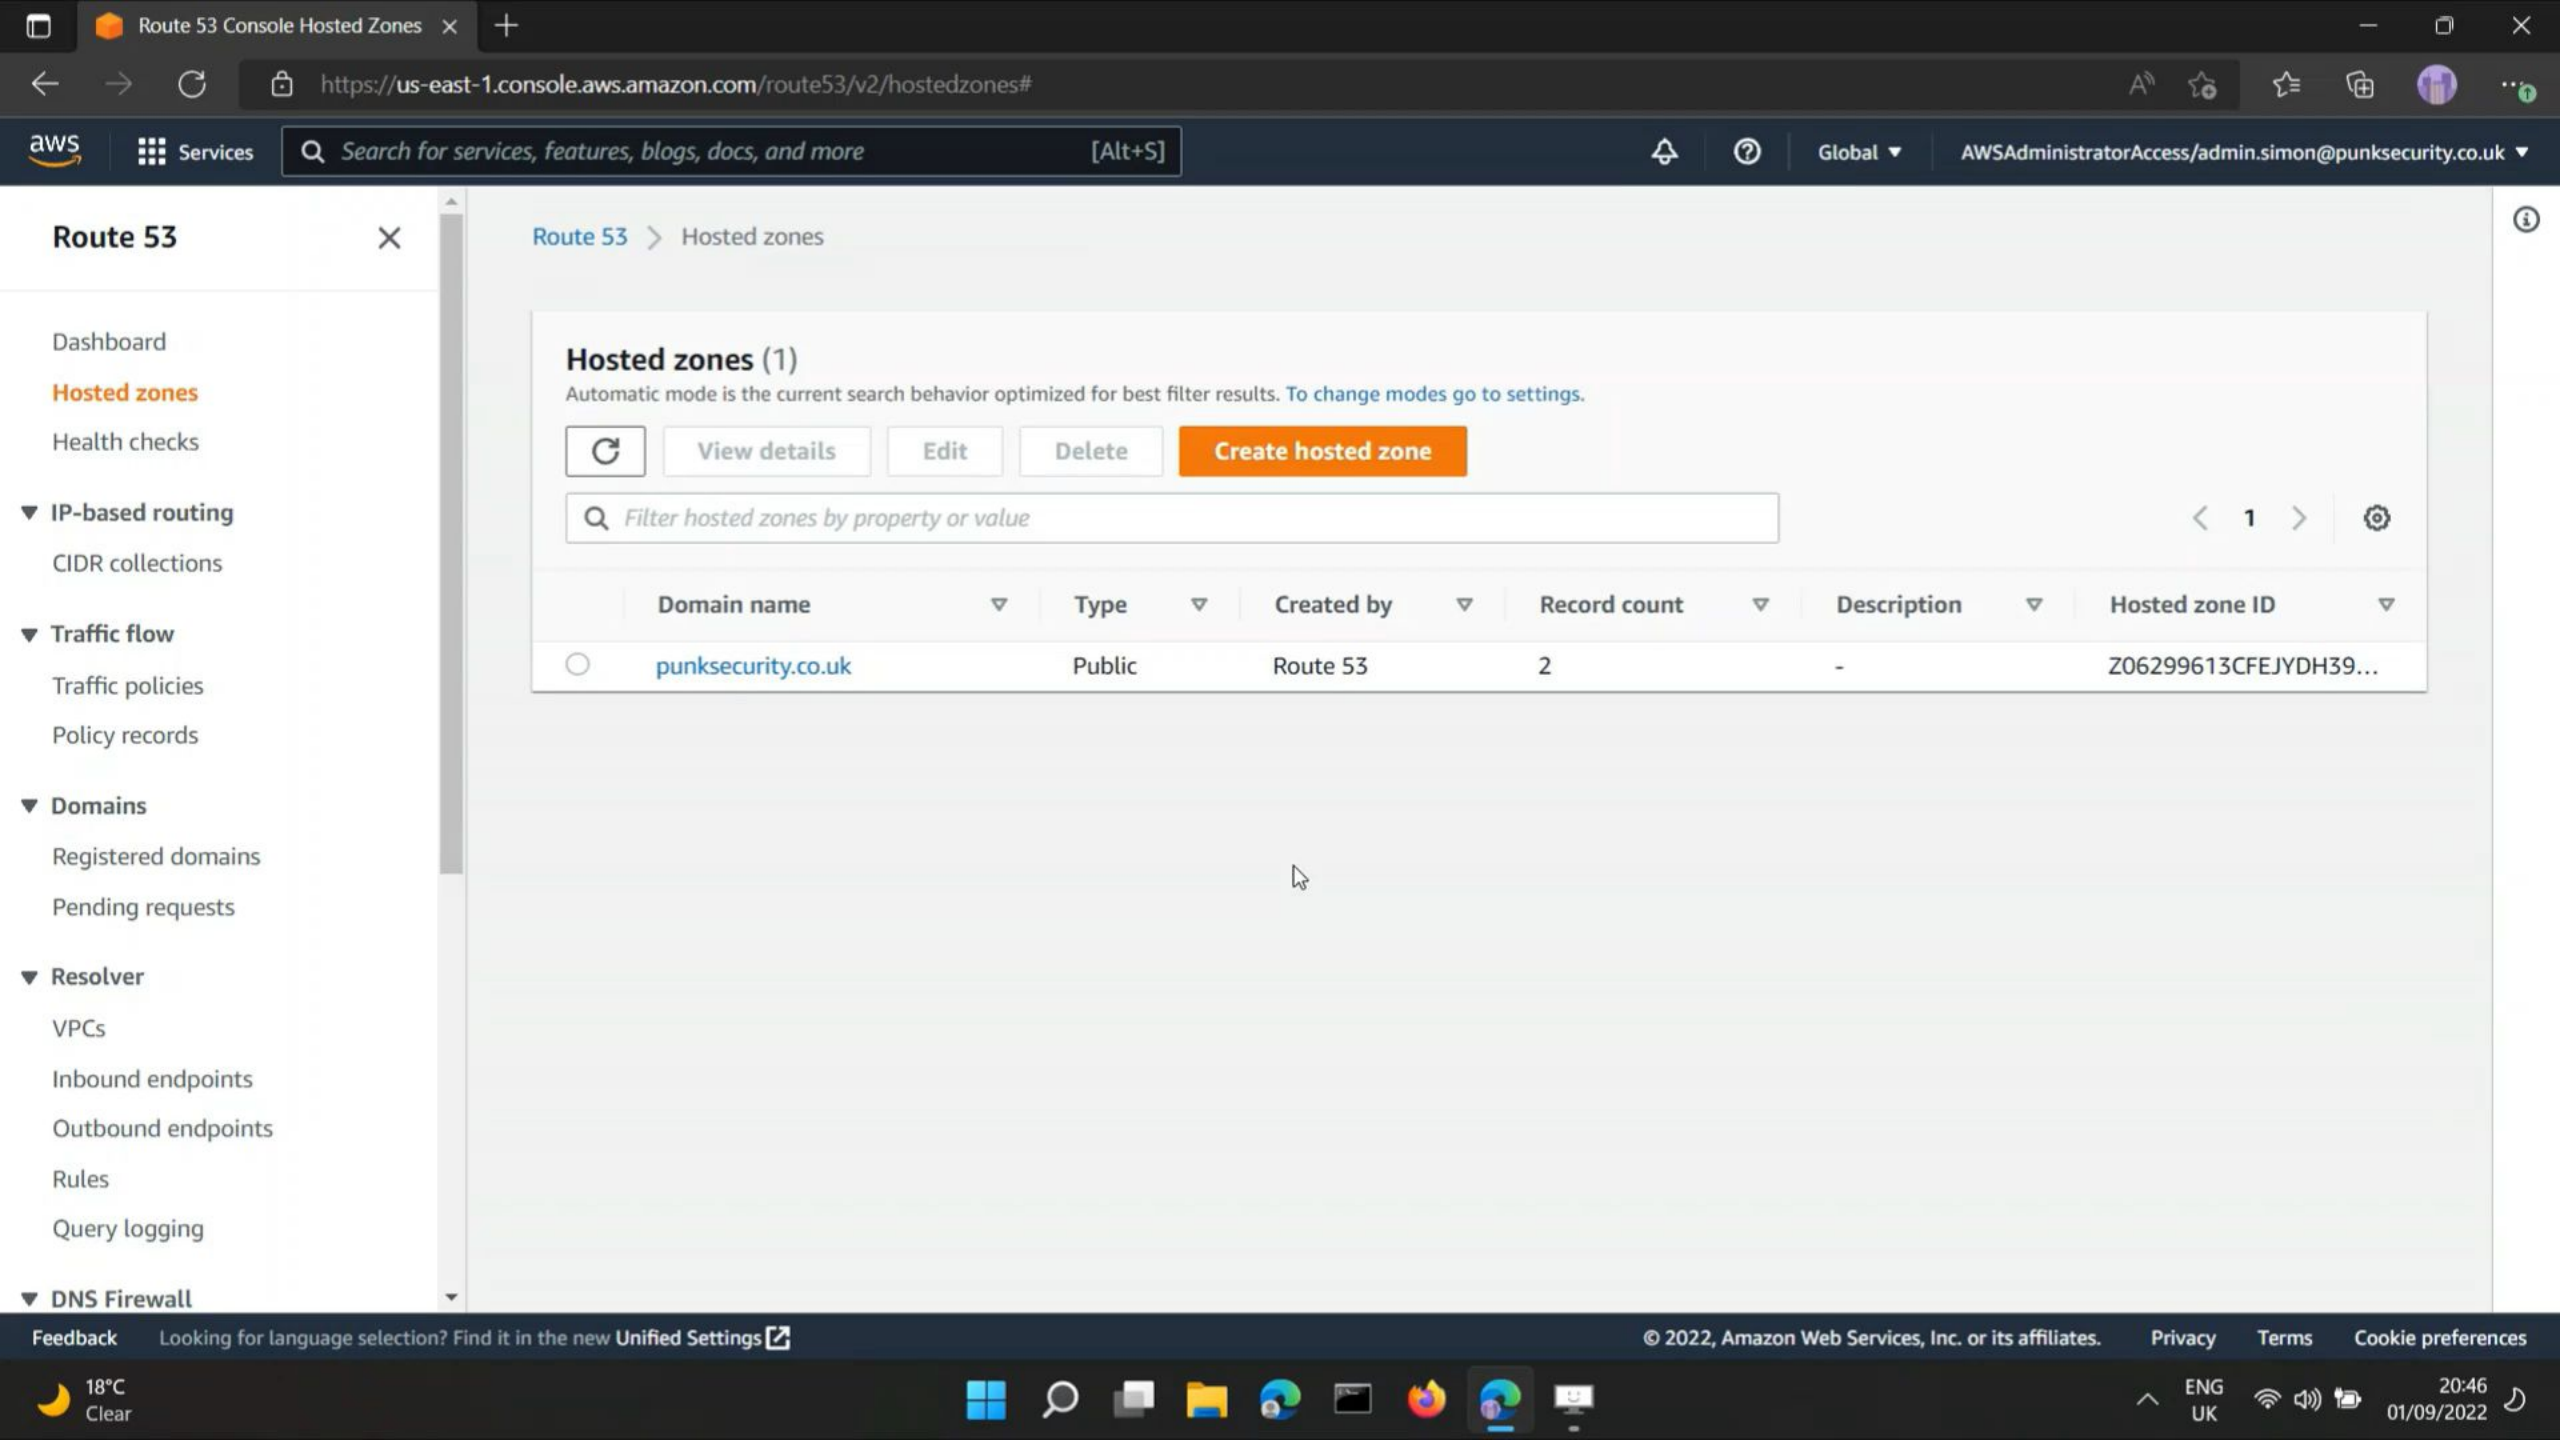 Route 53 Console Hosted Zones
https://us-east-1.console.aws.amazon.com/route53/v2/hostedzones#
aws
Services
Search for services, features, blogs, docs, and more
[Alt+S]
Global
AWSAdministratorAccess/admin.simon@punksecurity.co.uk
Route 53
Dashboard
Hosted zones
Health checks
IP-based routing
CIDR collections
Traffic flow
Traffic policies
Policy records
Domains
Registered domains
Pending requests
Resolver
VPCs
Inbound endpoints
Outbound endpoints
Rules
Query logging
DNS Firewall
Route 53 > Hosted zones
Hosted zones (1)
Automatic mode is the current search behavior optimized for best filter results. To change modes go to settings.
View details Edit Delete Create hosted zone
Filter hosted zones by property or value
1
Domain name Type Created by Record count Description Hosted zone ID
punksecurity.co.uk Public Route 53 2 - Z06299613CFEJYDH39...
Feedback Looking for language selection? Find it in the new Unified Settings
© 2022, Amazon Web Services, Inc. or its affiliates. Privacy Terms Cookie preferences
18°C
Clear
ENG
UK
20:46
01/09/2022